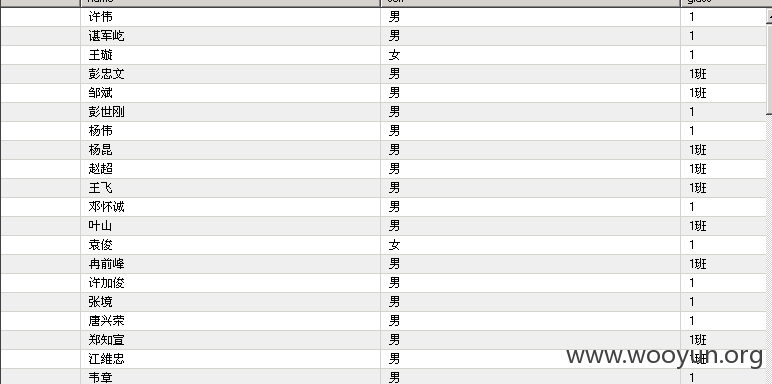 许伟 男 1
谌军屹 男 1
王璇 女 1
彭忠文 男 1班
邹斌 男 1班
彭世刚 男 1
杨伟 男 1
杨昆 男 1班
赵超 男 1班
王飞 男 1班
邓怀诚 男 1
叶山 男 1班
袁俊 女 1
冉前峰 男 1班
许加俊 男 1
张境 男 1
唐兴荣 男 1
郑知宣 男 1班
江维忠 男 1班
韦章 男 1
www.wooyun.org